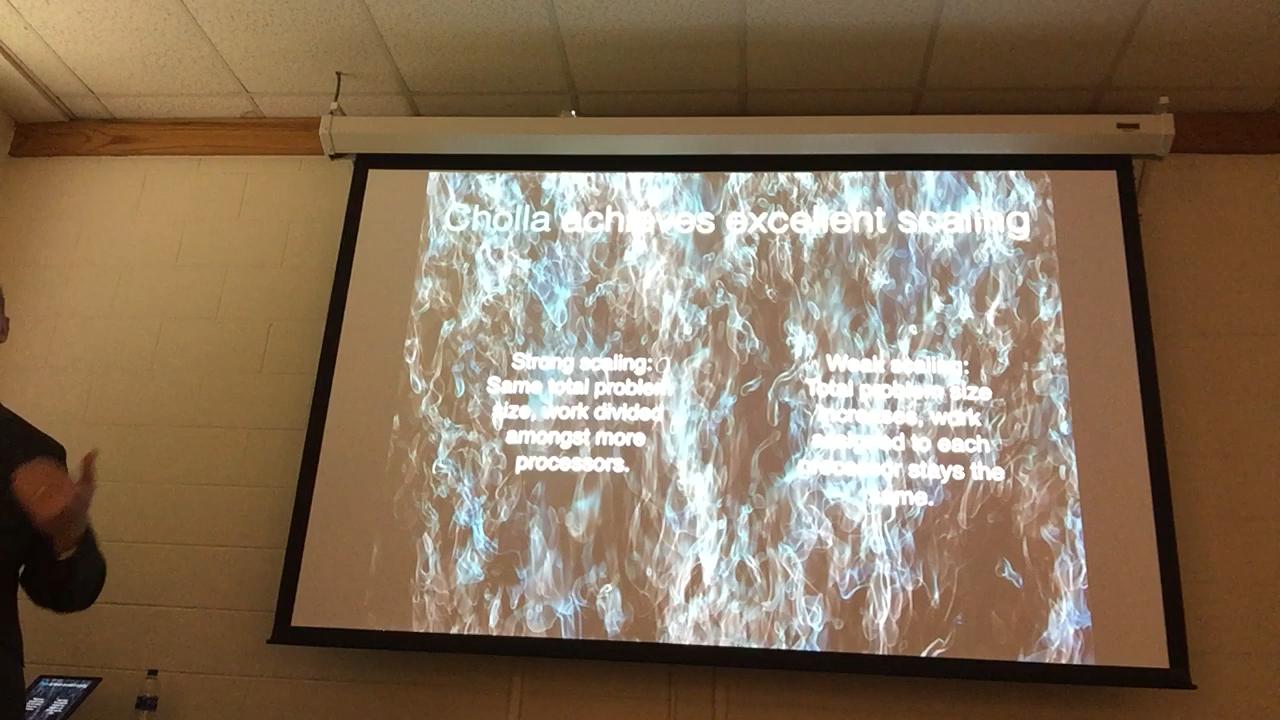 Cholla achieves excellent scaling
Strong scaling:
Same total problem
size, work divided
amongst more
processors.
Weak scaling:
Total problem size
increases, work
assigned to each
processor stays the
same.